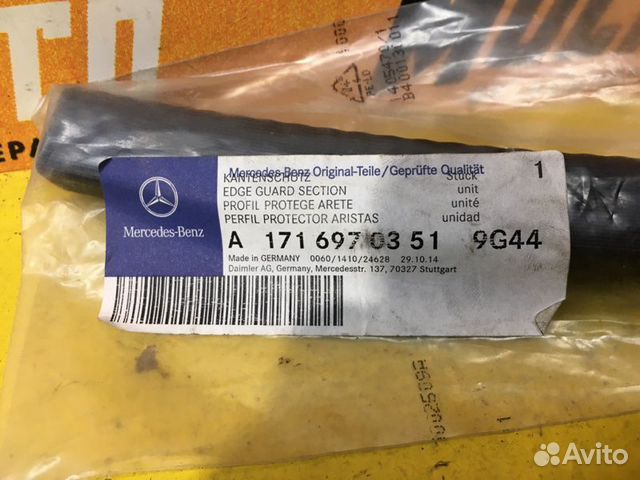 Mercedes-Benz Original-Teile/Geprüfte Qualität
KANTENSCHUTZ Stück 1
EDGE GUARD SECTION unit
PROFIL PROTEGE ARETE unité
PERFIL PROTECTOR ARISTAS unidad
Mercedes-Benz
A 171 697 03 51 9G44
Made in GERMANY 0060/1410/24628 29.10.14
Daimler AG, Germany, Mercedesstr. 137, 70327 Stuttgart
Avito